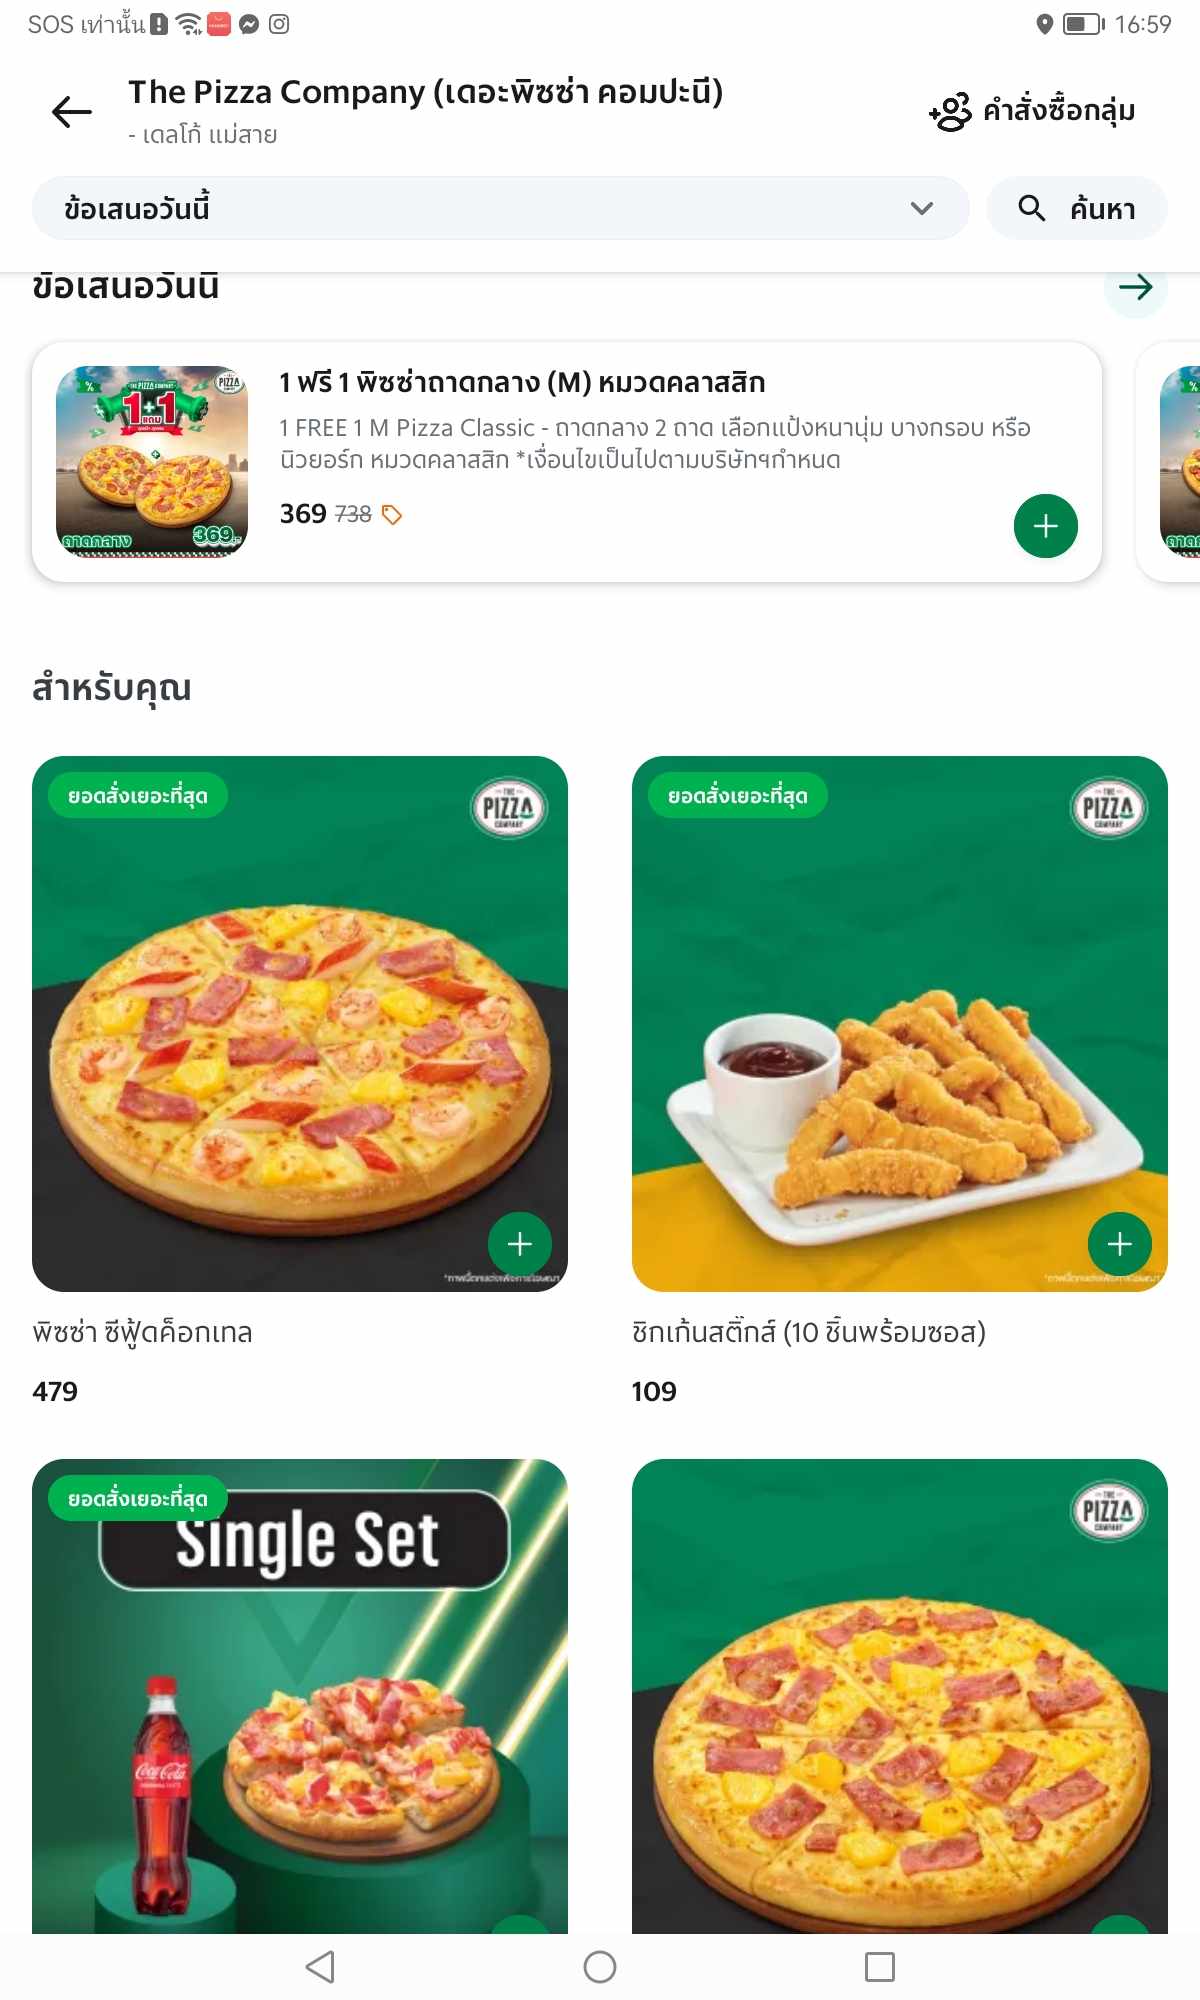 SOS เท่านั้น
16:59
The Pizza Company (เดอะพิซซ่า คอมปะนี)
- เดลโก้ แม่สาย
คำสั่งซื้อกลุ่ม
ข้อเสนอวันนี้
ค้นหา
ข้อเสนอวันนี้
%
THE PIZZA COMPANY
PIZZA
1+1
แถม
ถาดกลาง
369.-
1 ฟรี 1 พิซซ่าถาดกลาง (M) หมวดคลาสสิก
1 FREE 1 M Pizza Classic - ถาดกลาง 2 ถาด เลือกแป้งหนานุ่ม บางกรอบ หรือ
นิวยอร์ก หมวดคลาสสิก *เงื่อนไขเป็นไปตามบริษัทฯกำหนด
369 738
%
สำหรับคุณ
ยอดสั่งเยอะที่สุด
THE
PIZZA
COMPANY
ยอดสั่งเยอะที่สุด
THE
PIZZA
COMPANY
พิซซ่า ซีฟู้ดค็อกเทล
479
ชิกเก้นสติ๊กส์ (10 ชิ้นพร้อมซอส)
109
ยอดสั่งเยอะที่สุด
Single Set
Coca-Cola
THE
PIZZA
COMPANY